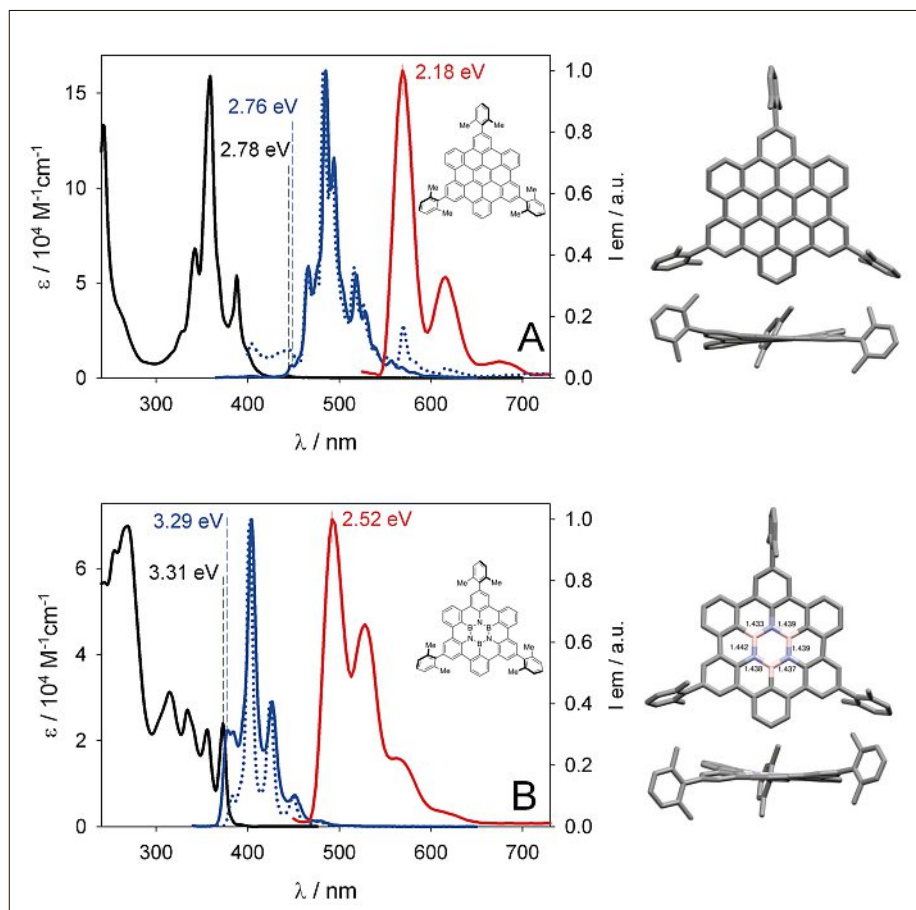 2.18 eV
2.76 eV
2.78 eV
15
10
5
0
ε / 10⁴ M⁻¹cm⁻¹
1.0
0.8
0.6
0.4
0.2
0.0
I em / a.u.
Me Me
Me Me
Me Me
A
300 400 500 600 700
λ / nm
3.29 eV
2.52 eV
3.31 eV
6
4
2
0
ε / 10⁴ M⁻¹cm⁻¹
1.0
0.8
0.6
0.4
0.2
0.0
I em / a.u.
Me Me
N
B B
N N
B
Me Me
Me Me
B
300 400 500 600 700
λ / nm
1.433 1.439
1.442 1.439
1.438 1.437